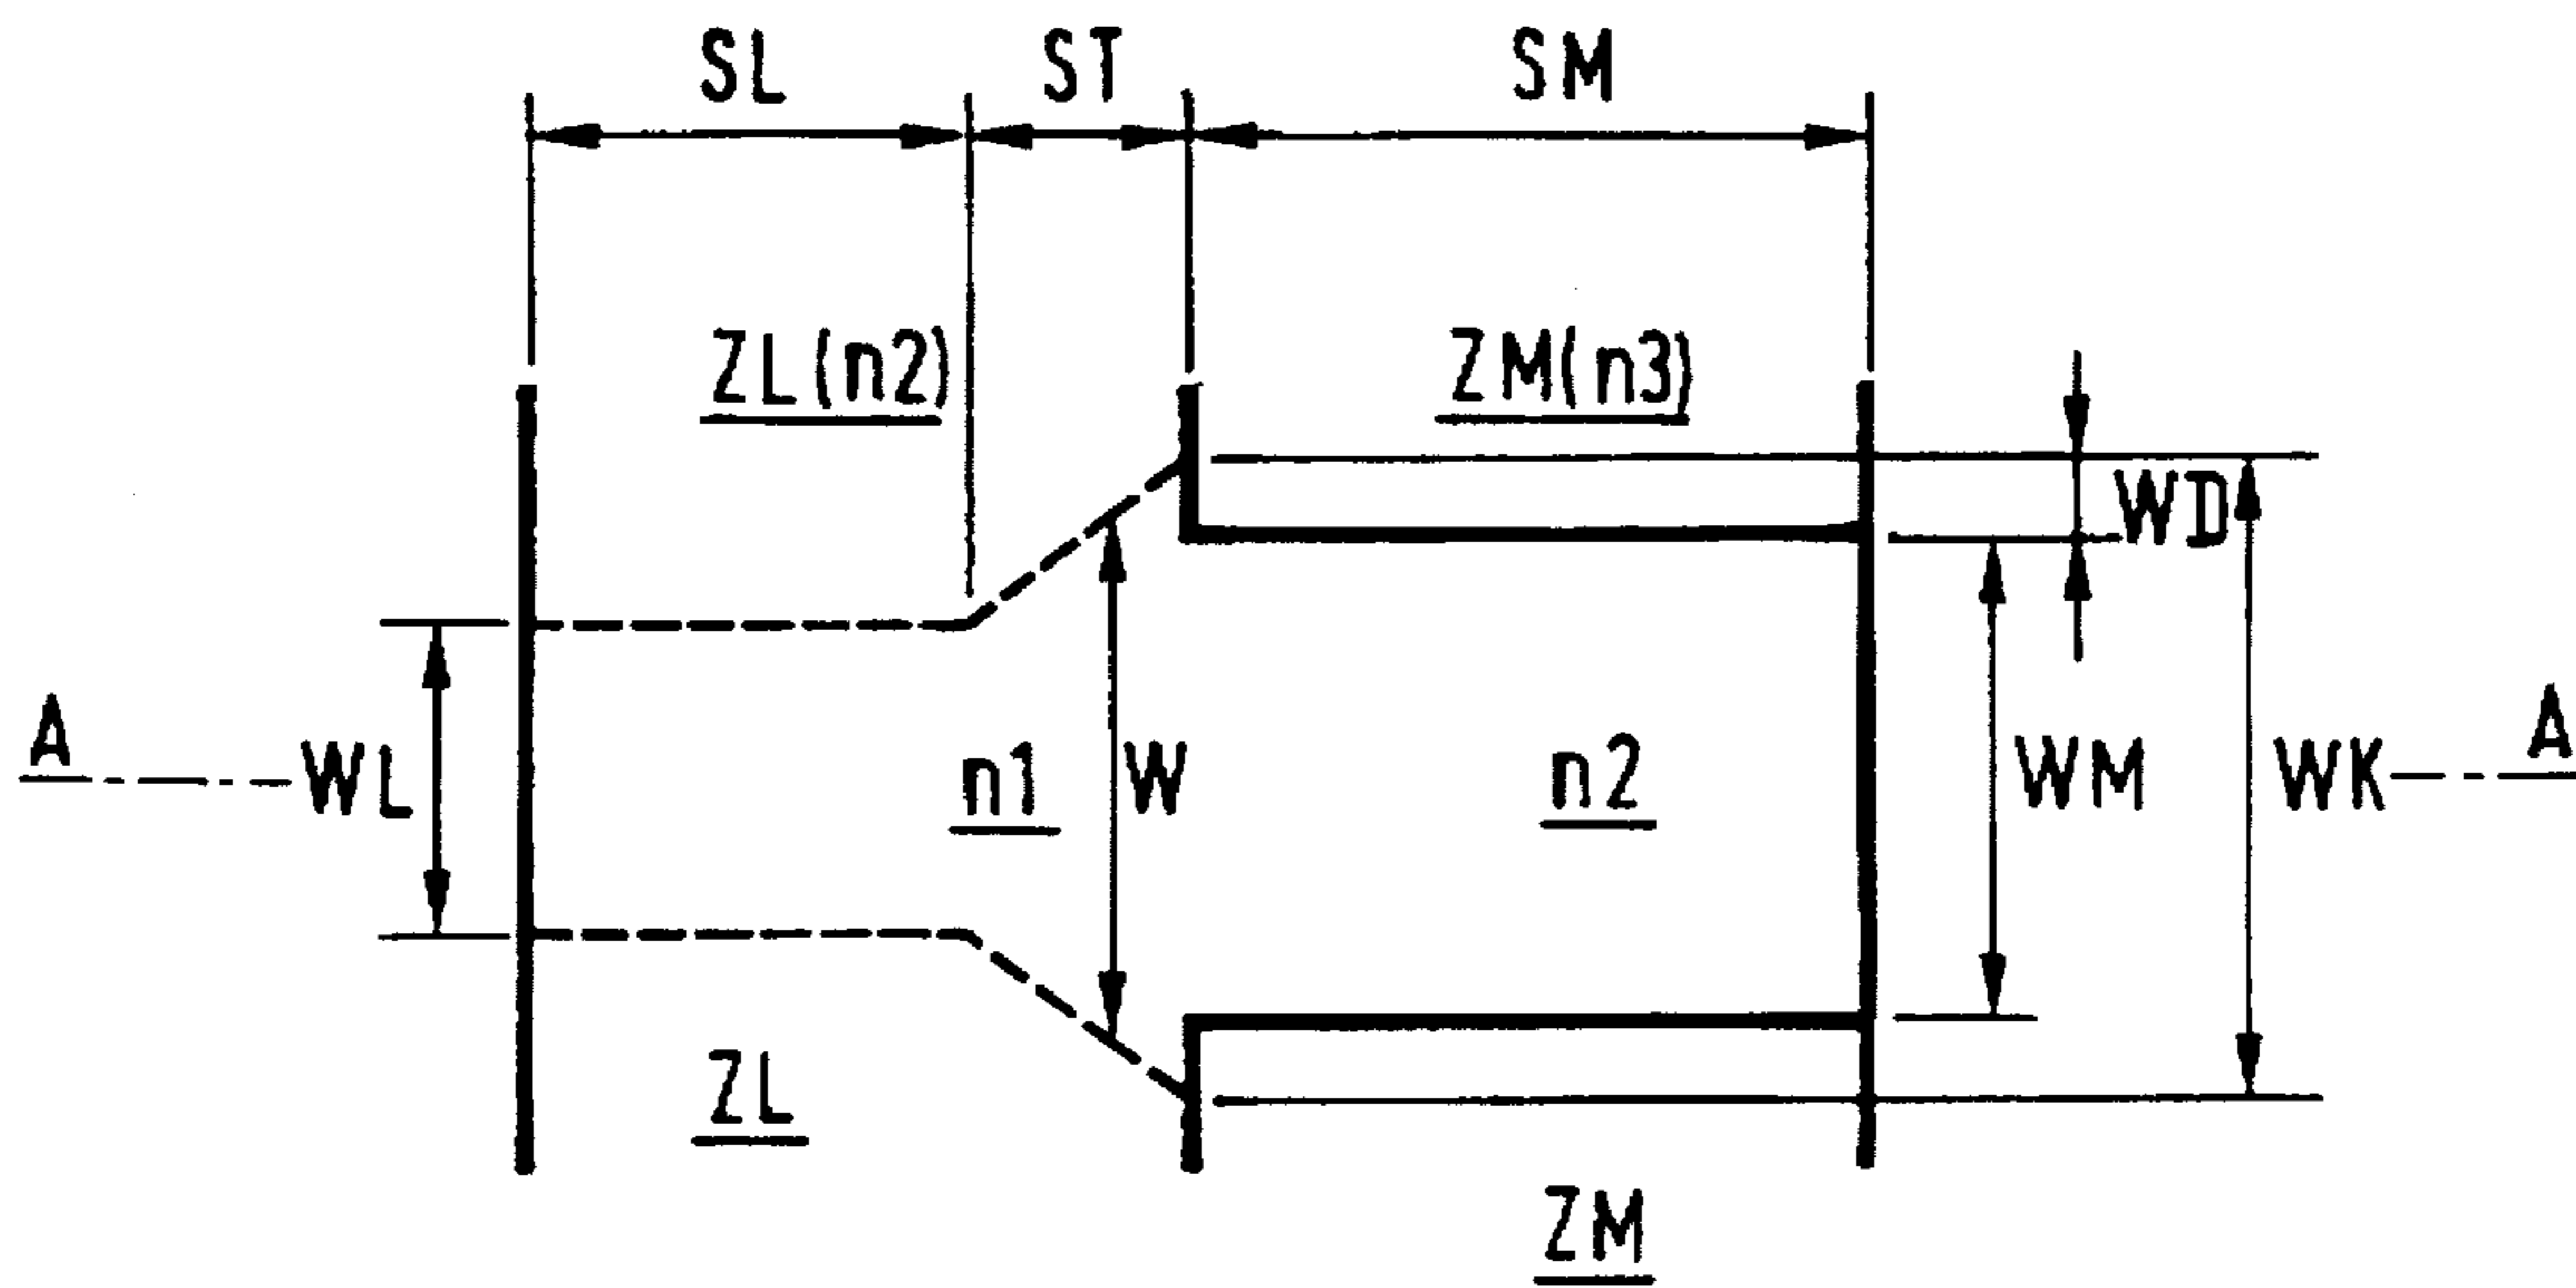 SL ST SM
ZL(n2) ZM(n3)
WD
A WL n1 W n2 WM WK A
ZL
ZM